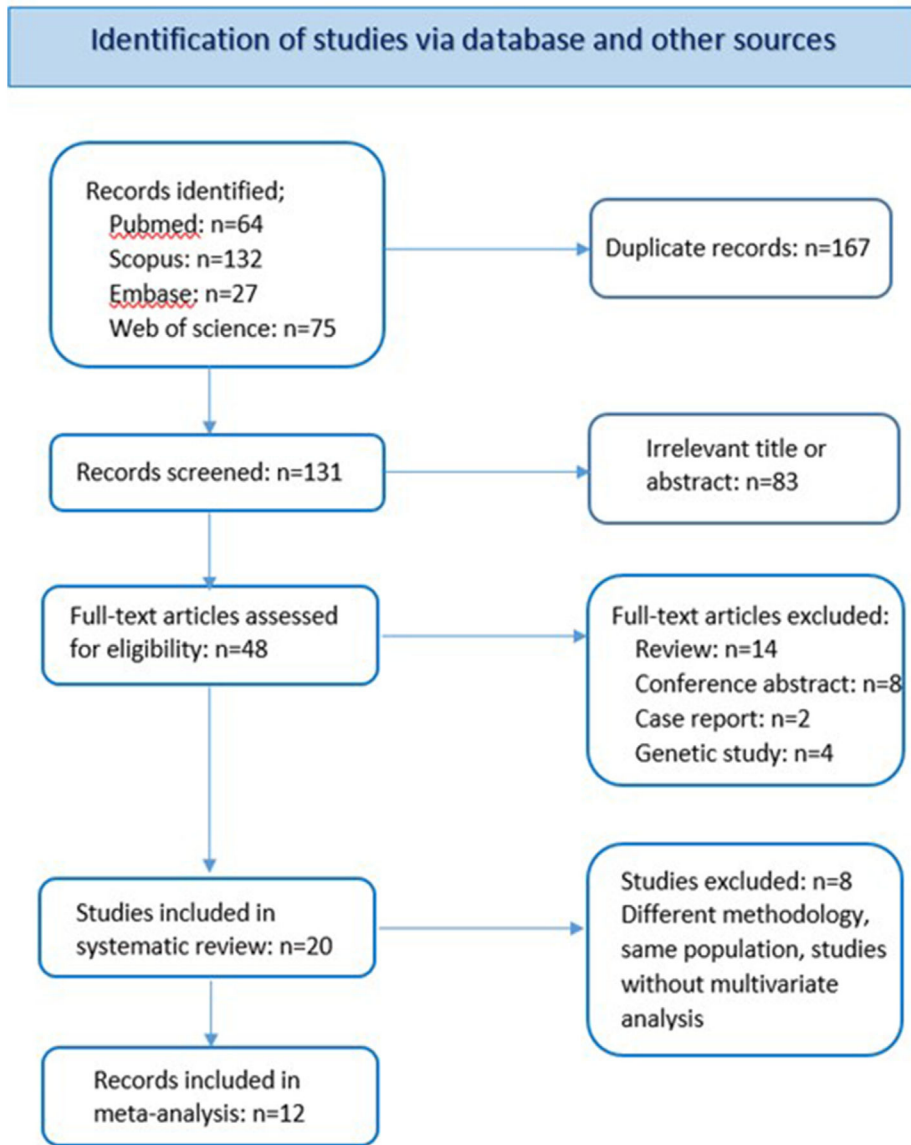 Identification of studies via database and other sources
Records identified;
Pubmed: n=64
Scopus: n=132
Embase: n=27
Web of science: n=75
Duplicate records: n=167
Records screened: n=131
Irrelevant title or
abstract: n=83
Full-text articles assessed
for eligibility: n=48
Full-text articles excluded:
Review: n=14
Conference abstract: n=8
Case report: n=2
Genetic study: n=4
Studies included in
systematic review: n=20
Studies excluded: n=8
Different methodology,
same population, studies
without multivariate
analysis
Records included in
meta-analysis: n=12